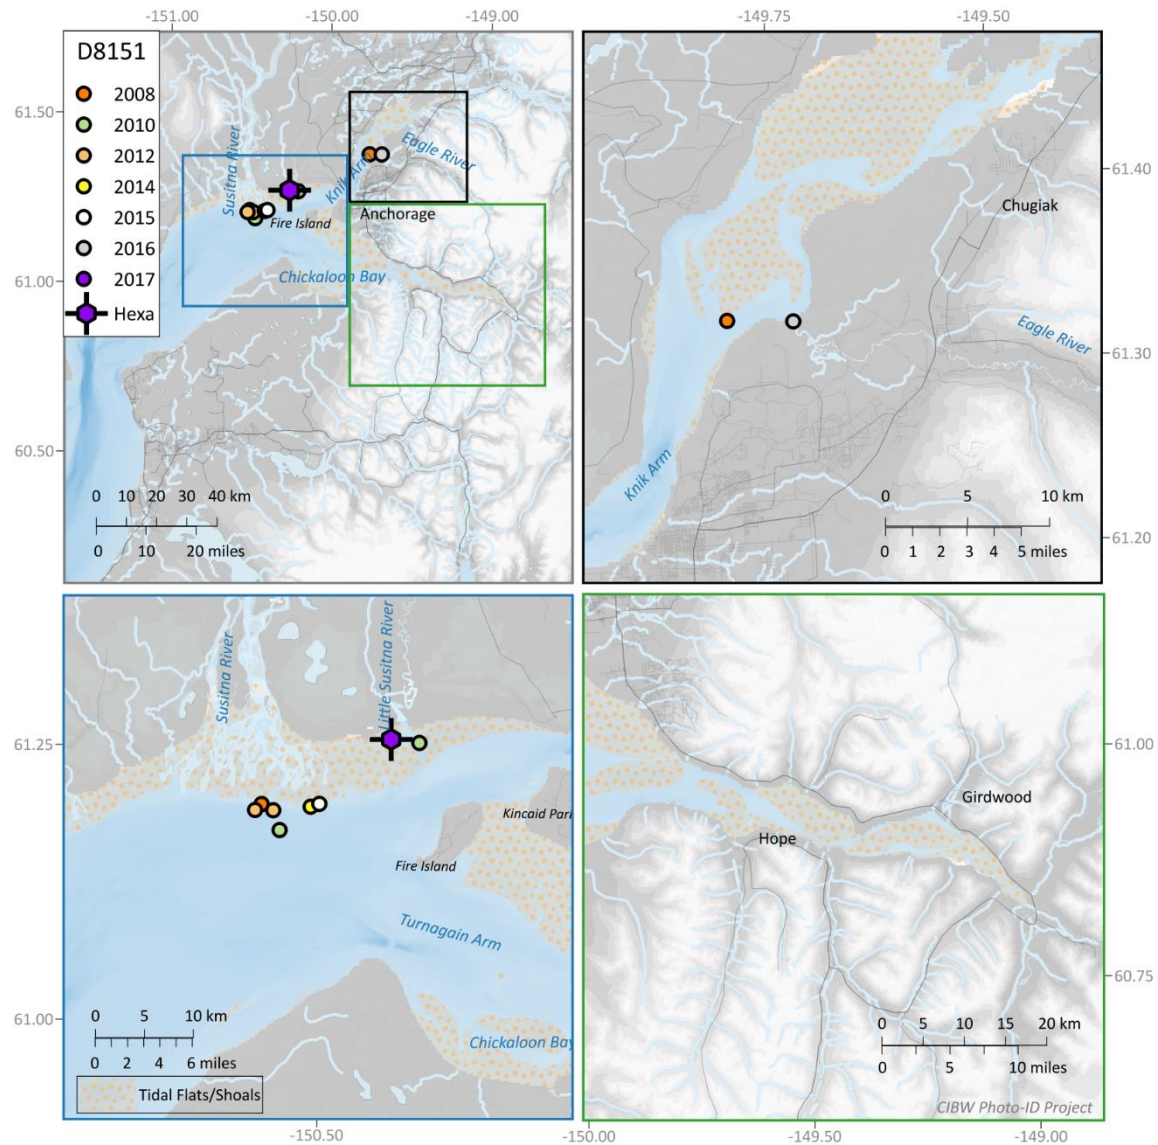 -151.00 -150.00 -149.00 -149.75 -149.50
D8151
2008
2010
2012
2014
2015
2016
2017
Hexa
61.50
61.00
60.50
Susitna River
Knik Arm
Eagle River
Anchorage
Fire Island
Chickaloon Bay
0 10 20 30 40 km
0 10 20 miles
61.40
61.30
61.20
Chugiak
Eagle River
Knik Arm
0 5 10 km
0 1 2 3 4 5 miles
Susitna River
Little Susitna River
61.25
61.00
Kincaid Par
Fire Island
Turnagain Arm
Chickaloon Bay
0 5 10 km
0 2 4 6 miles
Tidal Flats/Shoals
61.00
60.75
Girdwood
Hope
0 5 10 15 20 km
0 5 10 miles
CIBW Photo-ID Project
-150.50 -150.00 -149.50 -149.00